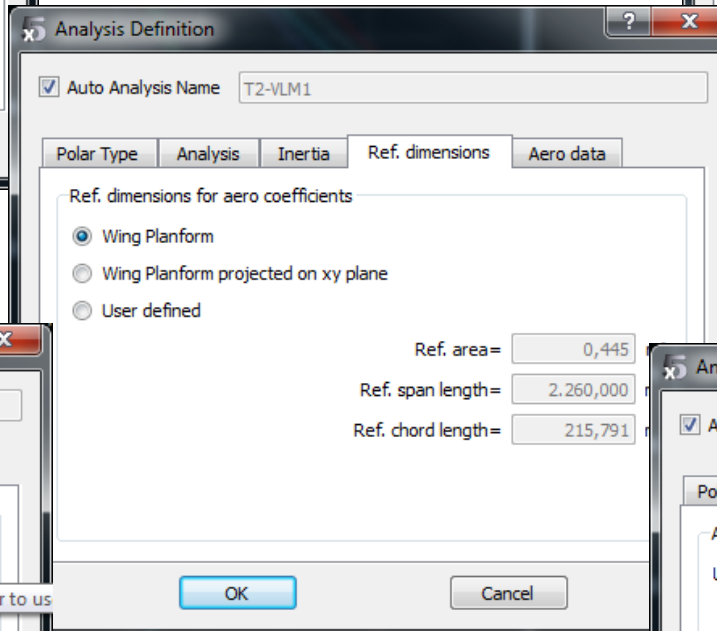 Analysis Definition
?
X
Auto Analysis Name
T2-VLM1
Polar Type
Analysis
Inertia
Ref. dimensions
Aero data
Ref. dimensions for aero coefficients
Wing Planform
Wing Planform projected on xy plane
User defined
Ref. area=
0,445
Ref. span length=
2.260,000
Ref. chord length=
215,791
OK
Cancel
r to us
An
A
Po